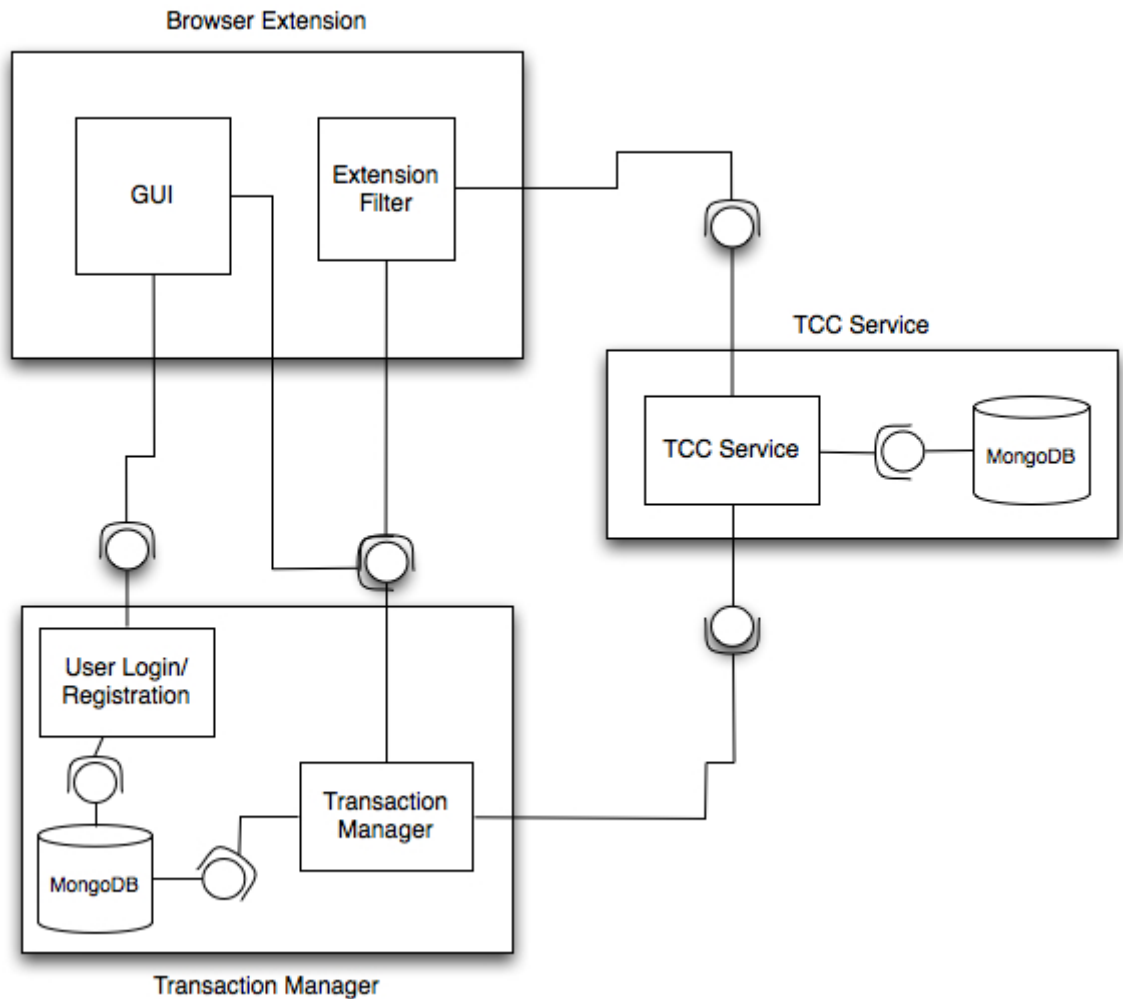 Browser Extension
GUI
Extension
Filter
TCC Service
TCC Service
MongoDB
User Login/
Registration
Transaction
Manager
MongoDB
Transaction Manager